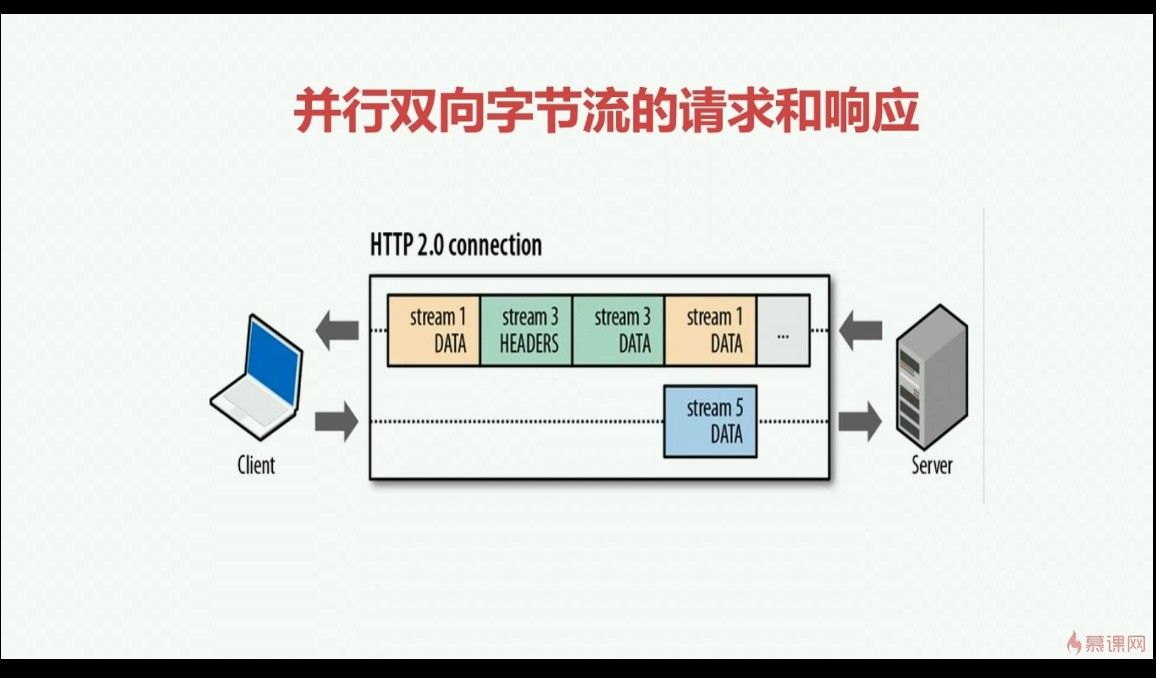 并行双向字节流的请求和响应
HTTP 2.0 connection
stream 1
DATA
stream 3
HEADERS
stream 3
DATA
stream 1
DATA
...
stream 5
DATA
Client
Server
慕课网